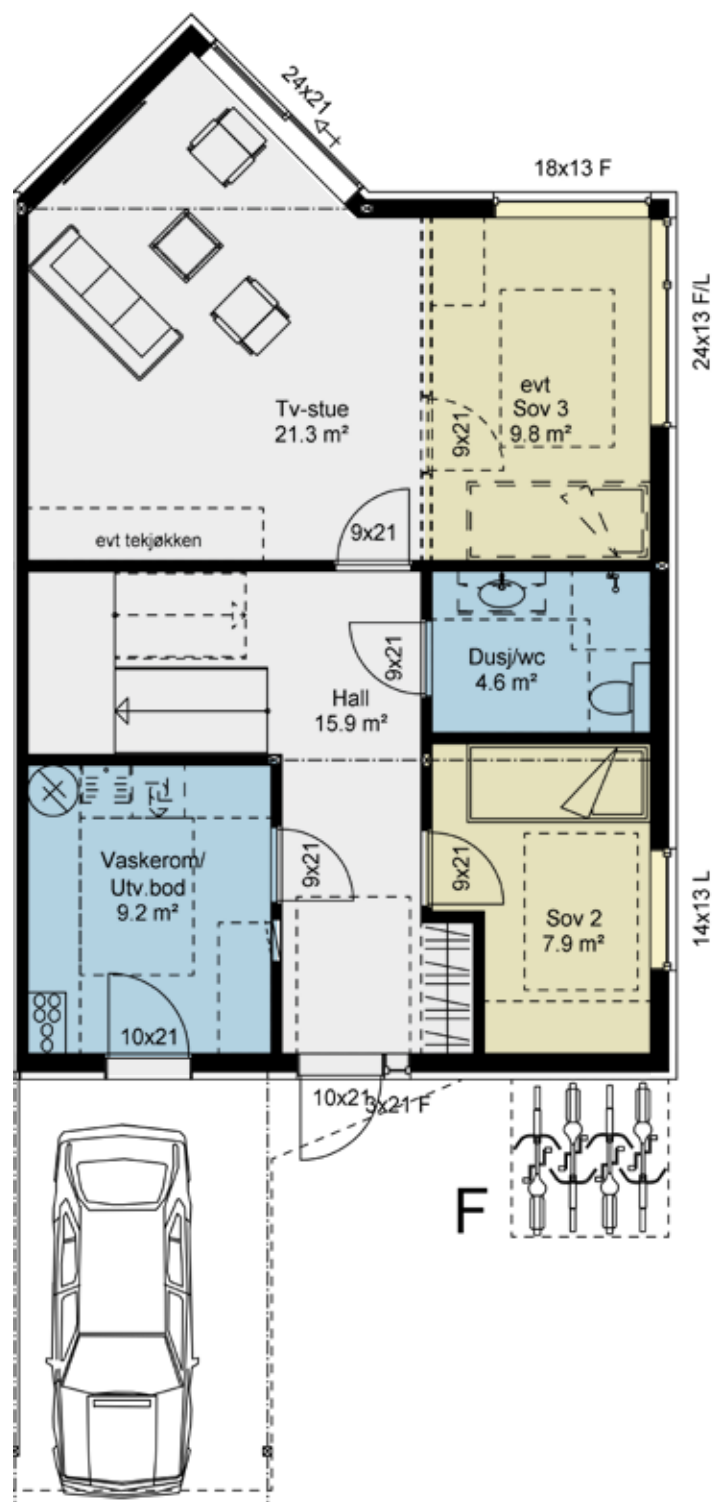 24x21
18x13 F
24x13 F/L
Tv-stue
21.3 m²
evt
Sov 3
9.8 m²
9x21
evt tekjøkken
9x21
9x21
Dusj/wc
4.6 m²
Hall
15.9 m²
Vaskerom/
Utv.bod
9.2 m²
9x21
9x21
Sov 2
7.9 m²
14x13 L
10x21
10x21
3x21 F
F